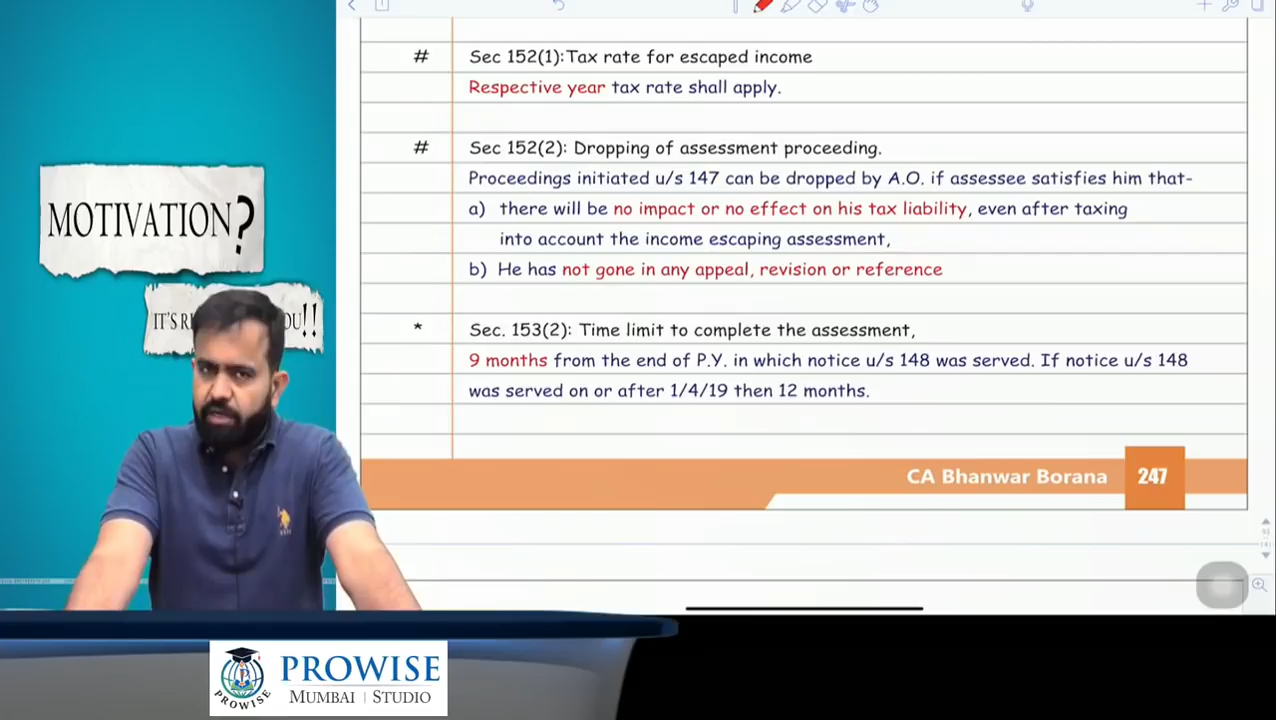 MOTIVATION?
IT'S R OU!!
# Sec 152(1):Tax rate for escaped income
Respective year tax rate shall apply.
# Sec 152(2): Dropping of assessment proceeding.
Proceedings initiated u/s 147 can be dropped by A.O. if assessee satisfies him that-
a) there will be no impact or no effect on his tax liability, even after taxing
into account the income escaping assessment,
b) He has not gone in any appeal, revision or reference
* Sec. 153(2): Time limit to complete the assessment,
9 months from the end of P.Y. in which notice u/s 148 was served. If notice u/s 148
was served on or after 1/4/19 then 12 months.
CA Bhanwar Borana 247
PROWISE
PROWISE
MUMBAI | STUDIO